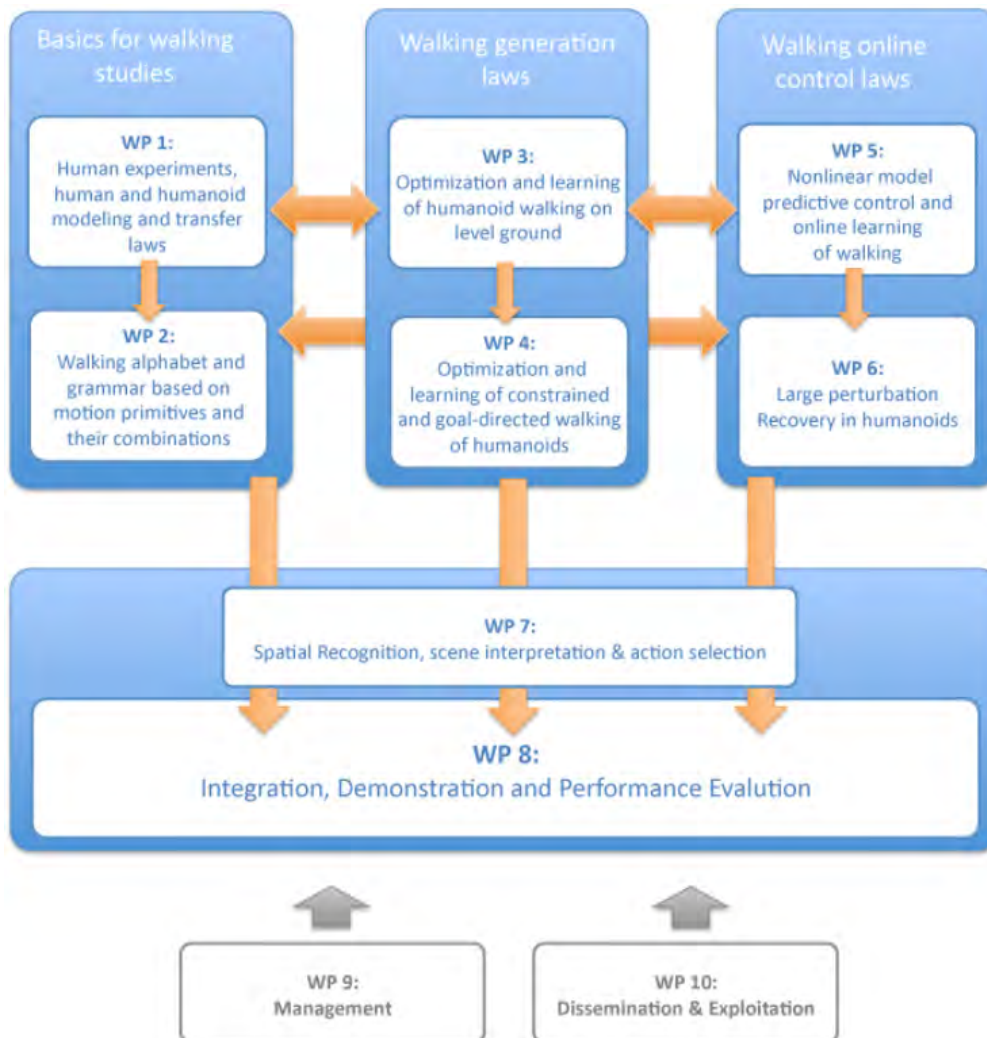 Basics for walking
studies
WP 1:
Human experiments,
human and humanoid
modeling and transfer
laws
WP 2:
Walking alphabet and
grammar based on
motion primitives and
their combinations
Walking generation
laws
WP 3:
Optimization and learning
of humanoid walking on
level ground
WP 4:
Optimization and
learning of constrained
and goal-directed walking
of humanoids
Walking online
control laws
WP 5:
Nonlinear model
predictive control and
online learning
of walking
WP 6:
Large perturbation
Recovery in humanoids
WP 7:
Spatial Recognition, scene interpretation & action selection
WP 8:
Integration, Demonstration and Performance Evalution
WP 9:
Management
WP 10:
Dissemination & Exploitation